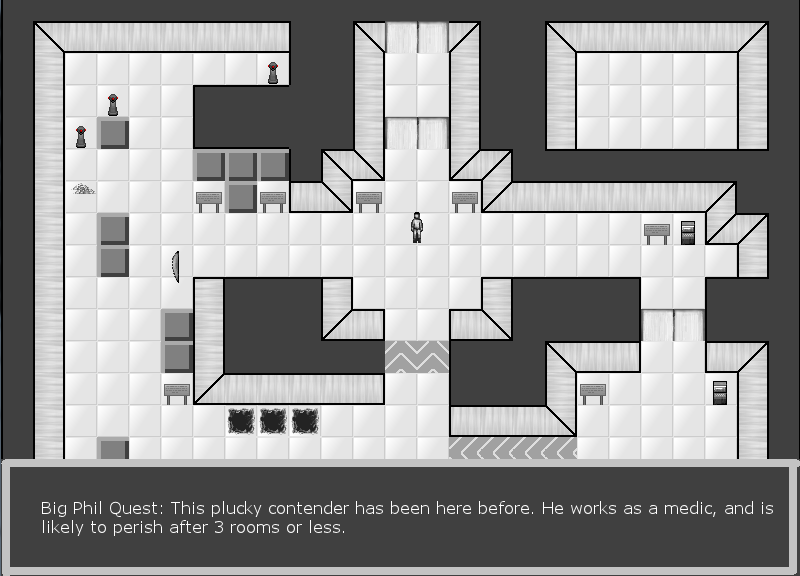 Big Phil Quest: This plucky contender has been here before. He works as a medic, and is
likely to perish after 3 rooms or less.